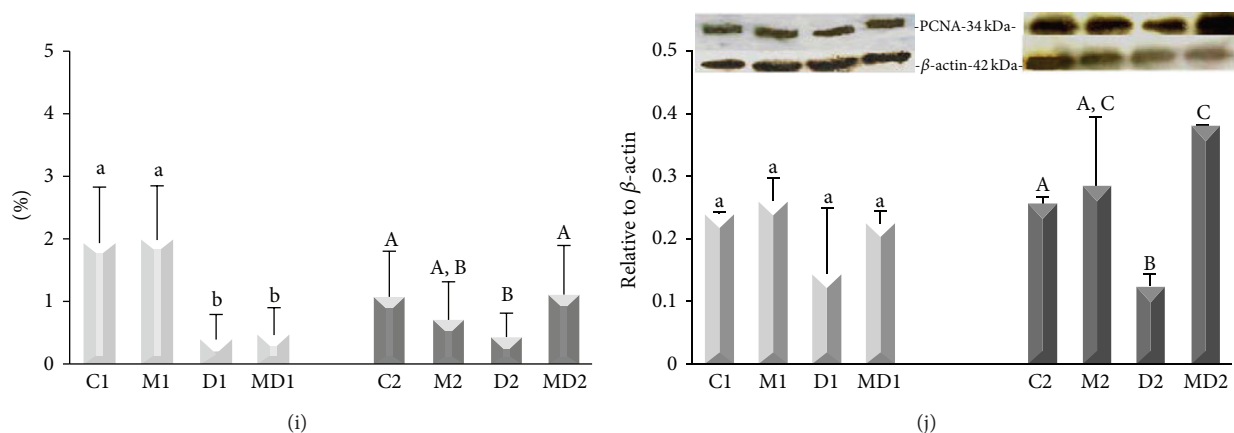 5
4
3
2
1
0
(%)
a
a
b
b
A
A, B
B
A
C1 M1 D1 MD1 C2 M2 D2 MD2
(i)
-PCNA-34 kDa-
-β-actin-42 kDa-
0.5
0.4
0.3
0.2
0.1
0
Relative to β-actin
a
a
a
a
A
A, C
B
C
C1 M1 D1 MD1 C2 M2 D2 MD2
(j)